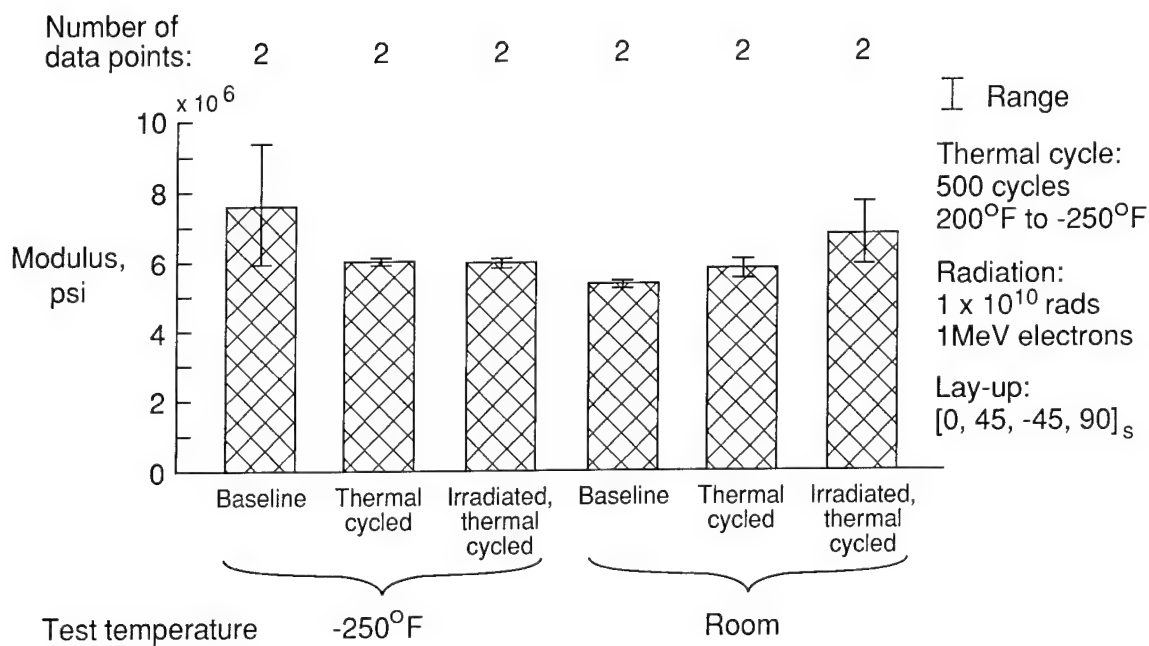 Number of
data points: 2 2 2 2 2 2
x 10 6
10
8
6
4
2
0
Modulus,
psi
Range
Thermal cycle:
500 cycles
200°F to -250°F
Radiation:
1 x 10¹⁰ rads
1MeV electrons
Lay-up:
[0, 45, -45, 90]ₛ
Baseline
Thermal
cycled
Irradiated,
thermal
cycled
Baseline
Thermal
cycled
Irradiated,
thermal
cycled
Test temperature -250°F Room